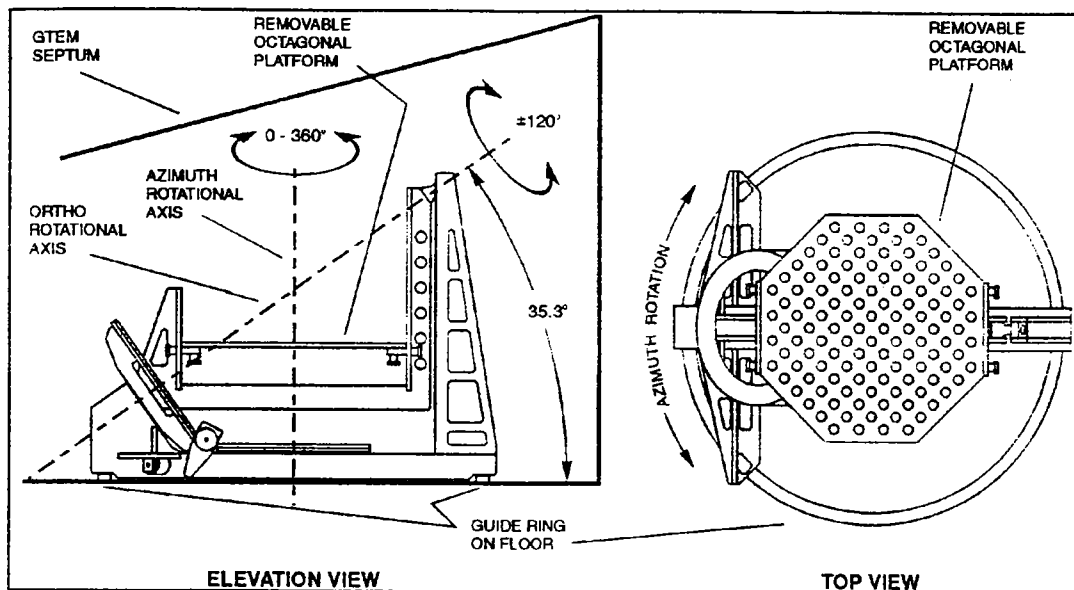 GTEM
SEPTUM
REMOVABLE
OCTAGONAL
PLATFORM
0 - 360°
±120°
AZIMUTH
ROTATIONAL
AXIS
ORTHO
ROTATIONAL
AXIS
35.3°
GUIDE RING
ON FLOOR
ELEVATION VIEW
REMOVABLE
OCTAGONAL
PLATFORM
AZIMUTH ROTATION
TOP VIEW